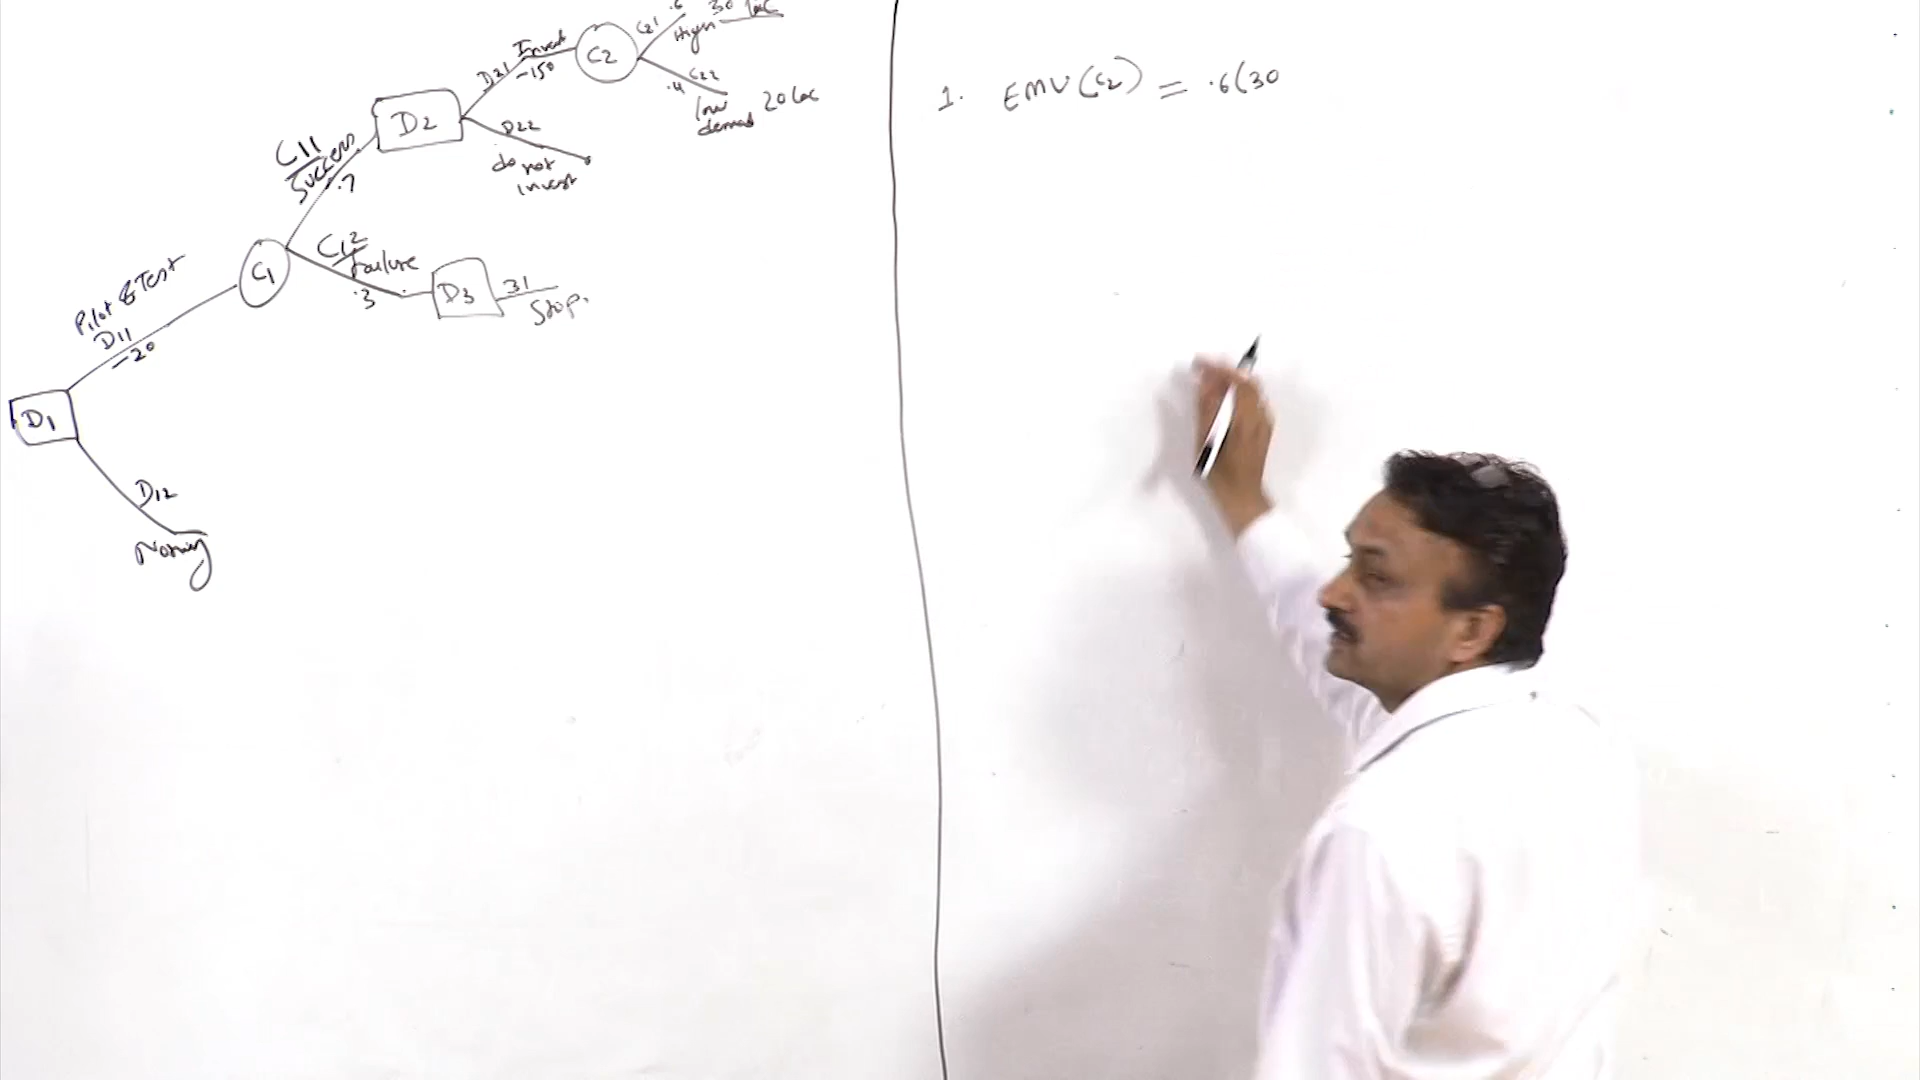 .6
C21
High
30 lac
Invest
D21
-150
C2
C22
.4
low
demand
20 lac
D2
D22
do not
invest
C11
Success
.7
C1
C12
failure
.3
D3
31
Stop.
Pilot & Test
D11
-20
D1
D12
1. EMV (C2) = .6(30